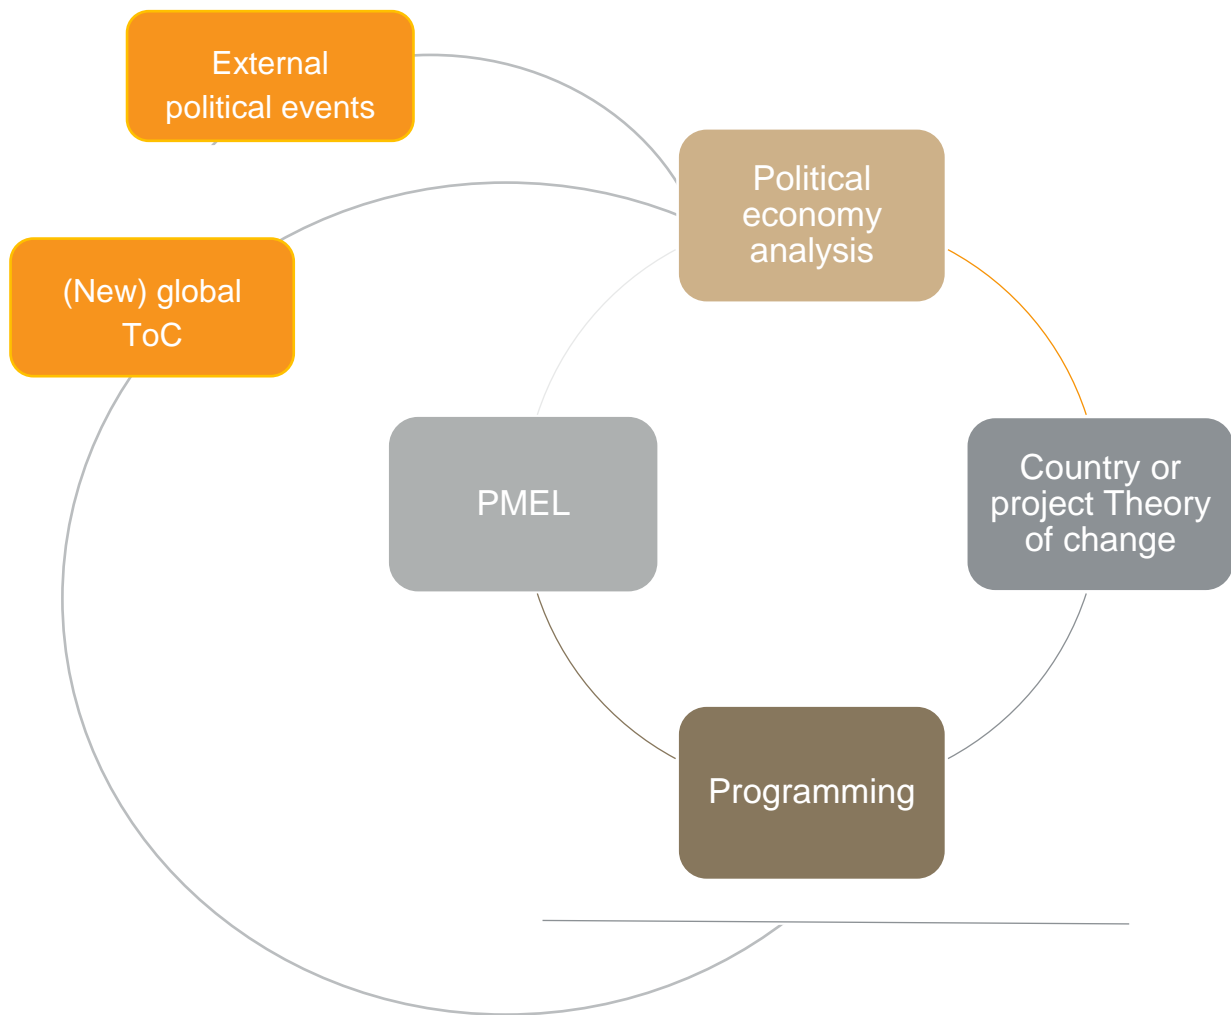 External
political events
Political
economy
analysis
(New) global
ToC
PMEL
Country or
project Theory
of change
Programming